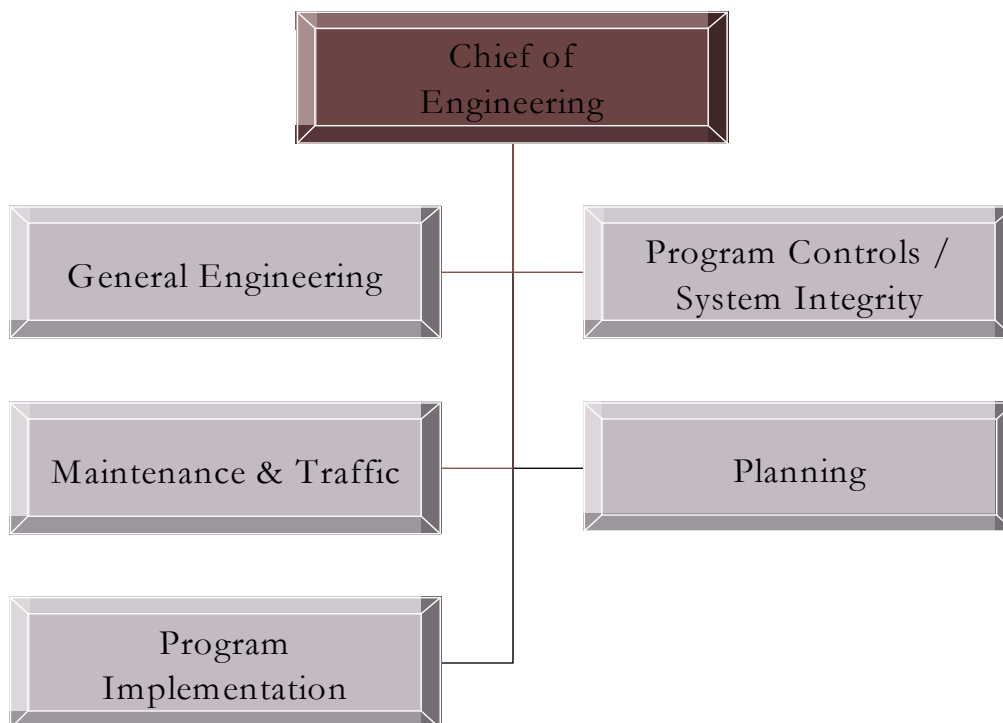 Chief of
Engineering
General Engineering
Program Controls /
System Integrity
Maintenance & Traffic
Planning
Program
Implementation